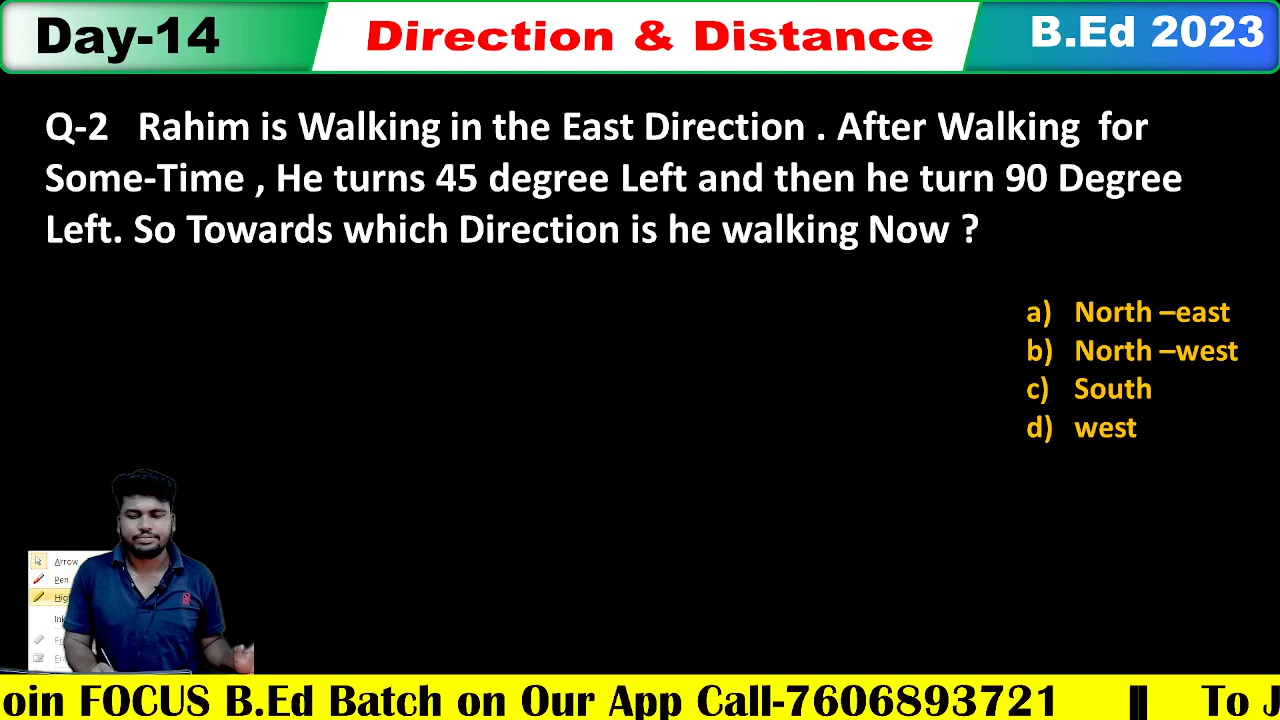 Day-14
Direction & Distance
B.Ed 2023
Q-2 Rahim is Walking in the East Direction . After Walking for
Some-Time , He turns 45 degree Left and then he turn 90 Degree
Left. So Towards which Direction is he walking Now ?
a) North –east
b) North –west
c) South
d) west
Arrow
Pen
oin FOCUS B.Ed Batch on Our App Call-7606893721 || To J